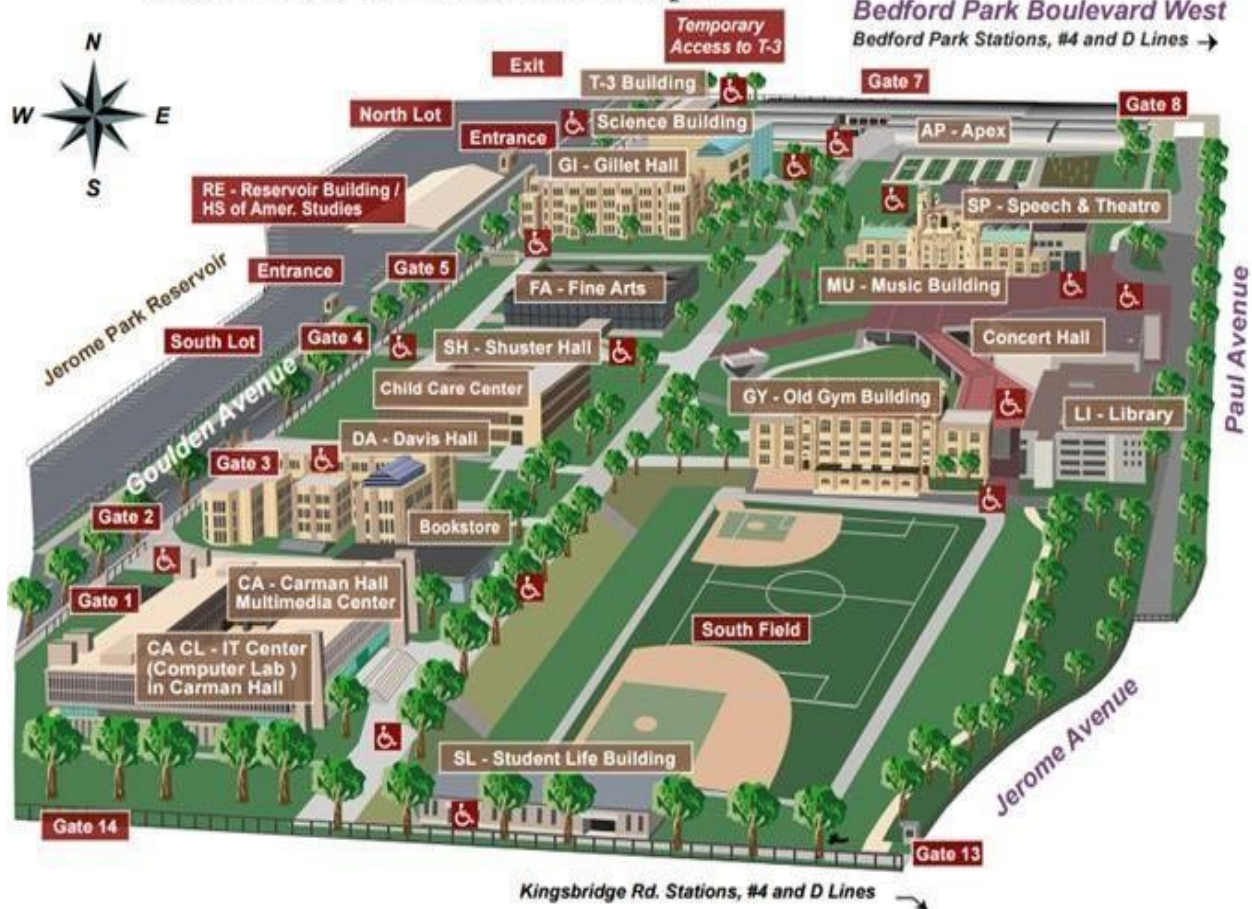 Bedford Park Boulevard West
Bedford Park Stations, #4 and D Lines
Temporary
Access to T-3
N
W
E
S
Exit
T-3 Building
Gate 7
Gate 8
North Lot
Entrance
Science Building
AP - Apex
GI - Gillet Hall
RE - Reservoir Building /
HS of Amer. Studies
SP - Speech & Theatre
Entrance
Gate 5
FA - Fine Arts
MU - Music Building
Jerome Park Reservoir
South Lot
Gate 4
SH - Shuster Hall
Concert Hall
Paul Avenue
Child Care Center
GY - Old Gym Building
LI - Library
Goulden Avenue
DA - Davis Hall
Gate 3
Gate 2
Bookstore
CA - Carman Hall
Multimedia Center
Gate 1
CA CL - IT Center
(Computer Lab )
in Carman Hall
South Field
Jerome Avenue
SL - Student Life Building
Gate 14
Gate 13
Kingsbridge Rd. Stations, #4 and D Lines